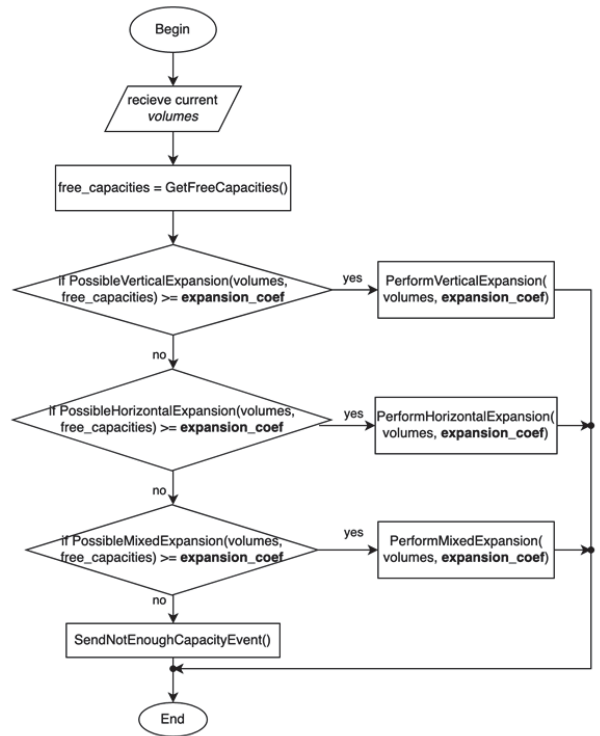 Begin
recieve current
volumes
free_capacities = GetFreeCapacities()
if PossibleVerticalExpansion(volumes,
free_capacities) >= expansion_coef
yes
PerformVerticalExpansion(
volumes, expansion_coef)
no
if PossibleHorizontalExpansion(volumes,
free_capacities) >= expansion_coef
yes
PerformHorizontalExpansion(
volumes, expansion_coef)
no
if PossibleMixedExpansion(volumes,
free_capacities) >= expansion_coef
yes
PerformMixedExpansion(
volumes, expansion_coef)
no
SendNotEnoughCapacityEvent()
End